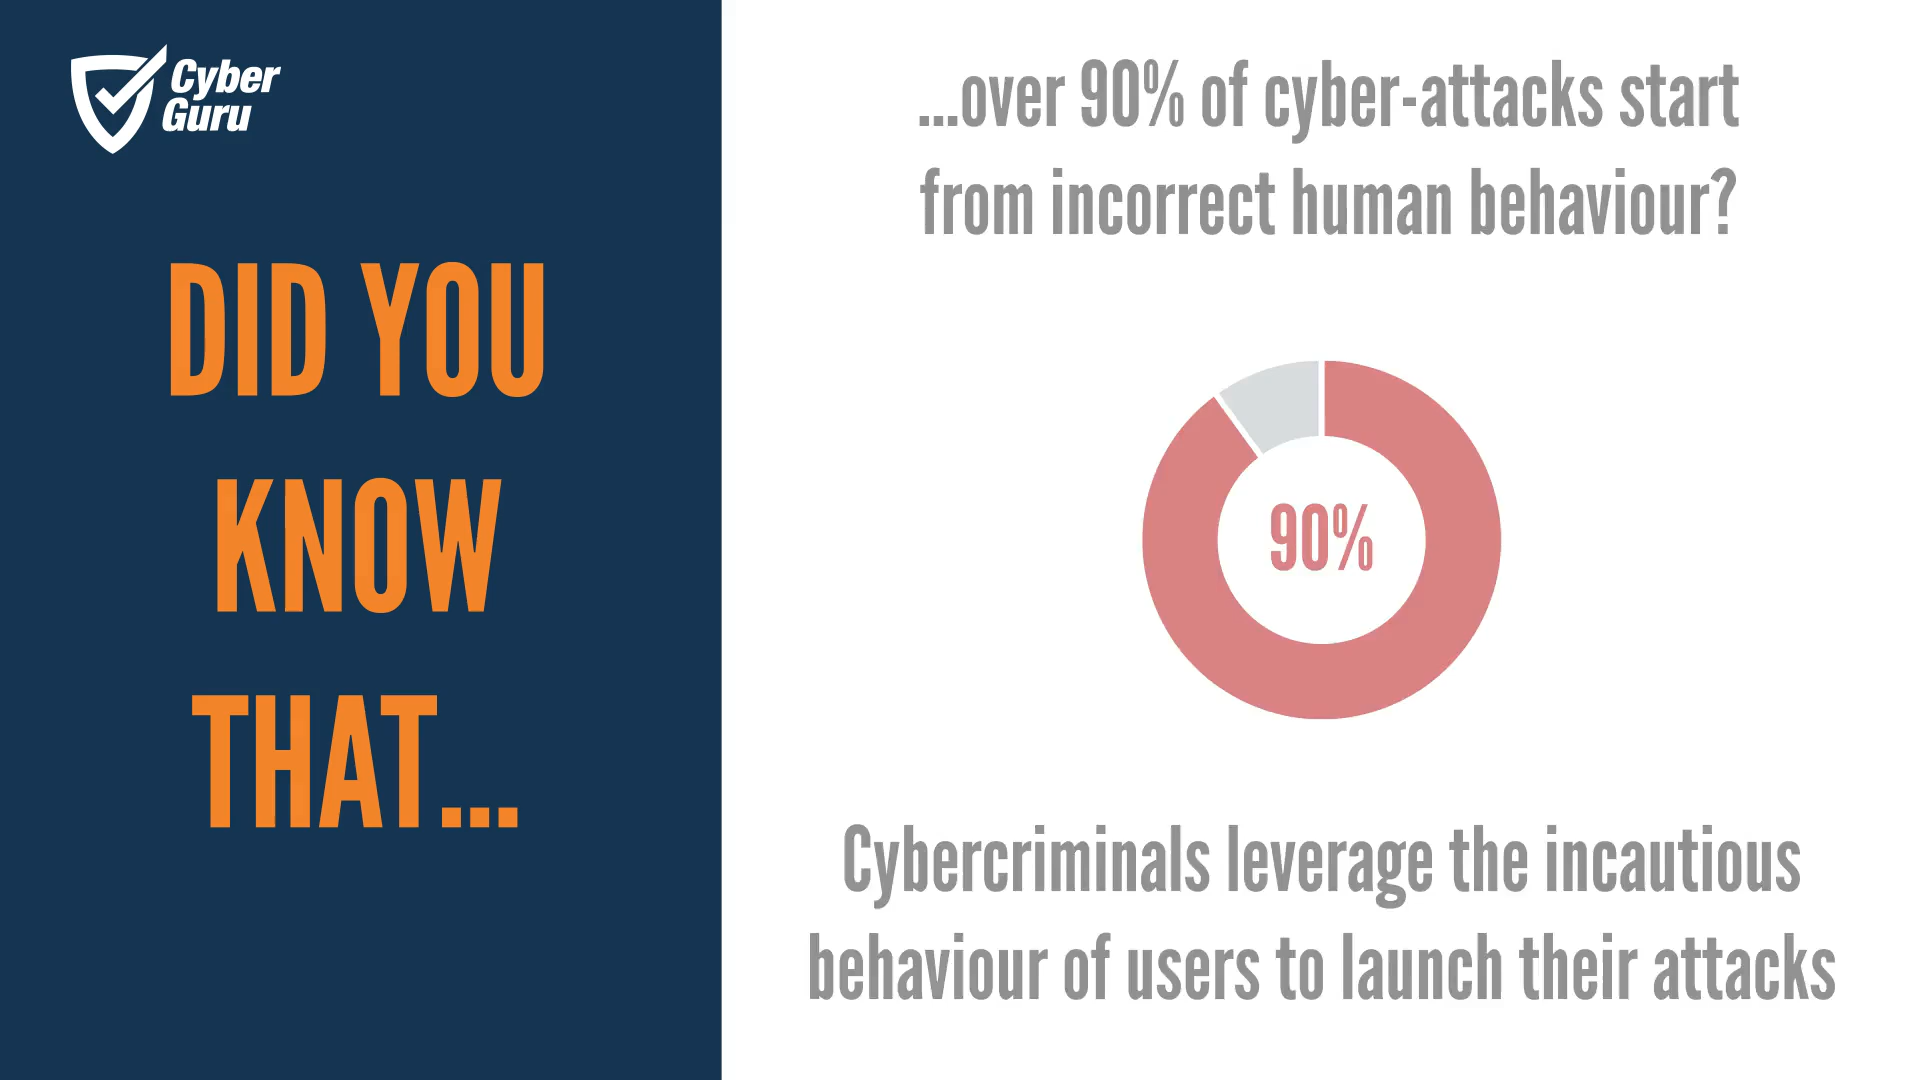 Cyber
Guru
DID YOU
KNOW
THAT...
...over 90% of cyber-attacks start
from incorrect human behaviour?
90%
Cybercriminals leverage the incautious
behaviour of users to launch their attacks